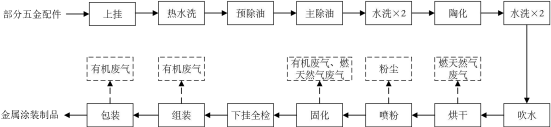 部分五金配件
上挂
热水洗
预除油
主除油
水洗×2
陶化
水洗×2
有机废气
有机废气
有机废气、燃
天然气废气
粉尘
燃天然气
废气
金属涂装制品
包装
组装
下挂全检
固化
喷粉
烘干
吹水